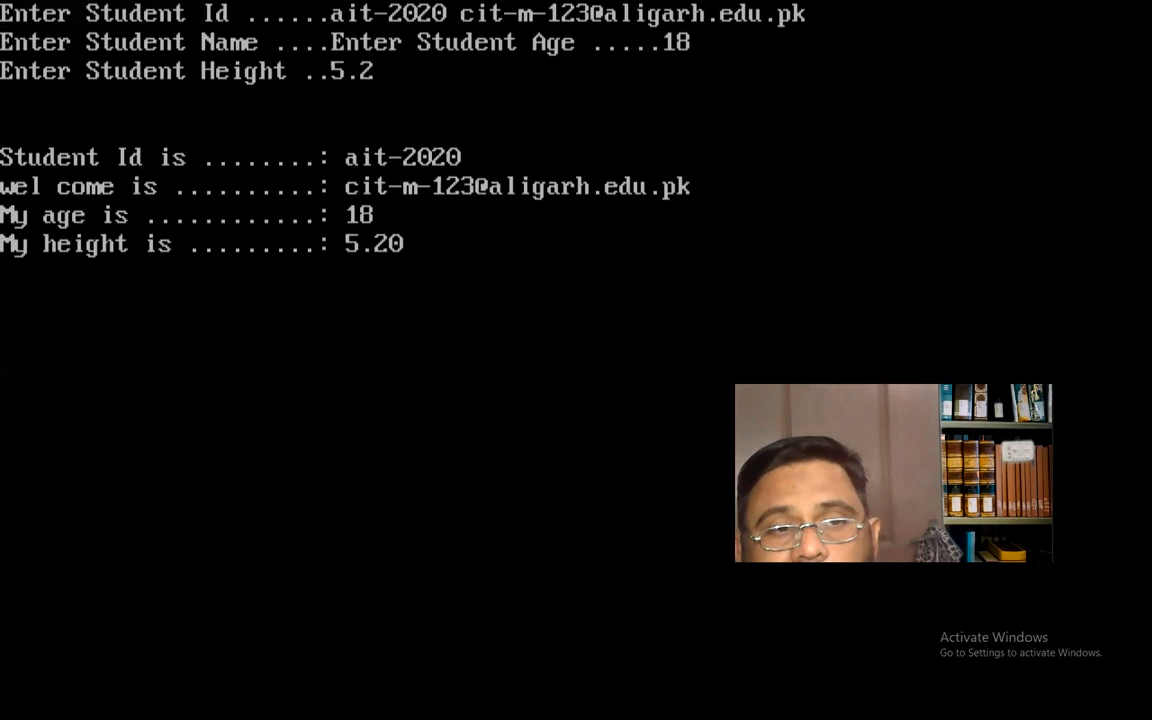 Enter Student Id ......ait-2020 cit-m-123@aligarh.edu.pk
Enter Student Name ....Enter Student Age .....18
Enter Student Height ..5.2
Student Id is ........: ait-2020
wel come is ..........: cit-m-123@aligarh.edu.pk
My age is ............: 18
My height is .........: 5.20
Activate Windows
Go to Settings to activate Windows.